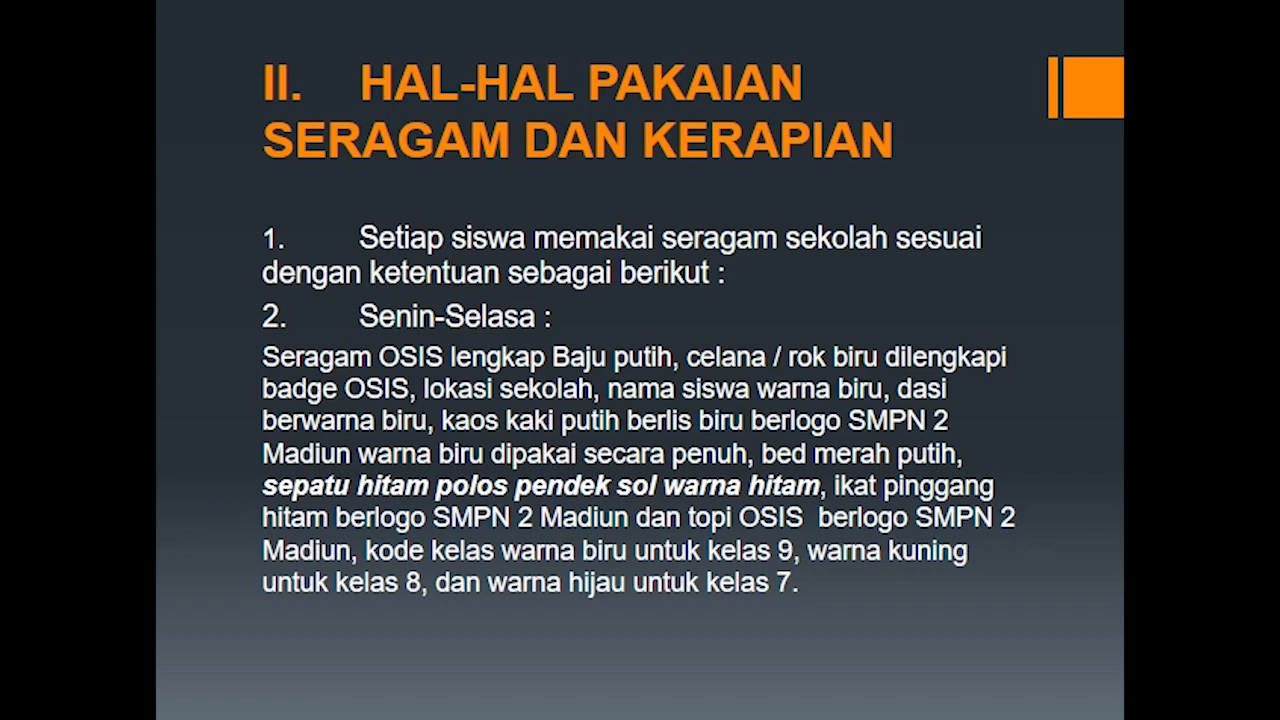 II. HAL-HAL PAKAIAN
SERAGAM DAN KERAPIAN
1. Setiap siswa memakai seragam sekolah sesuai
dengan ketentuan sebagai berikut :
2. Senin-Selasa :
Seragam OSIS lengkap Baju putih, celana / rok biru dilengkapi
badge OSIS, lokasi sekolah, nama siswa warna biru, dasi
berwarna biru, kaos kaki putih berlis biru berlogo SMPN 2
Madiun warna biru dipakai secara penuh, bed merah putih,
sepatu hitam polos pendek sol warna hitam, ikat pinggang
hitam berlogo SMPN 2 Madiun dan topi OSIS  berlogo SMPN 2
Madiun, kode kelas warna biru untuk kelas 9, warna kuning
untuk kelas 8, dan warna hijau untuk kelas 7.